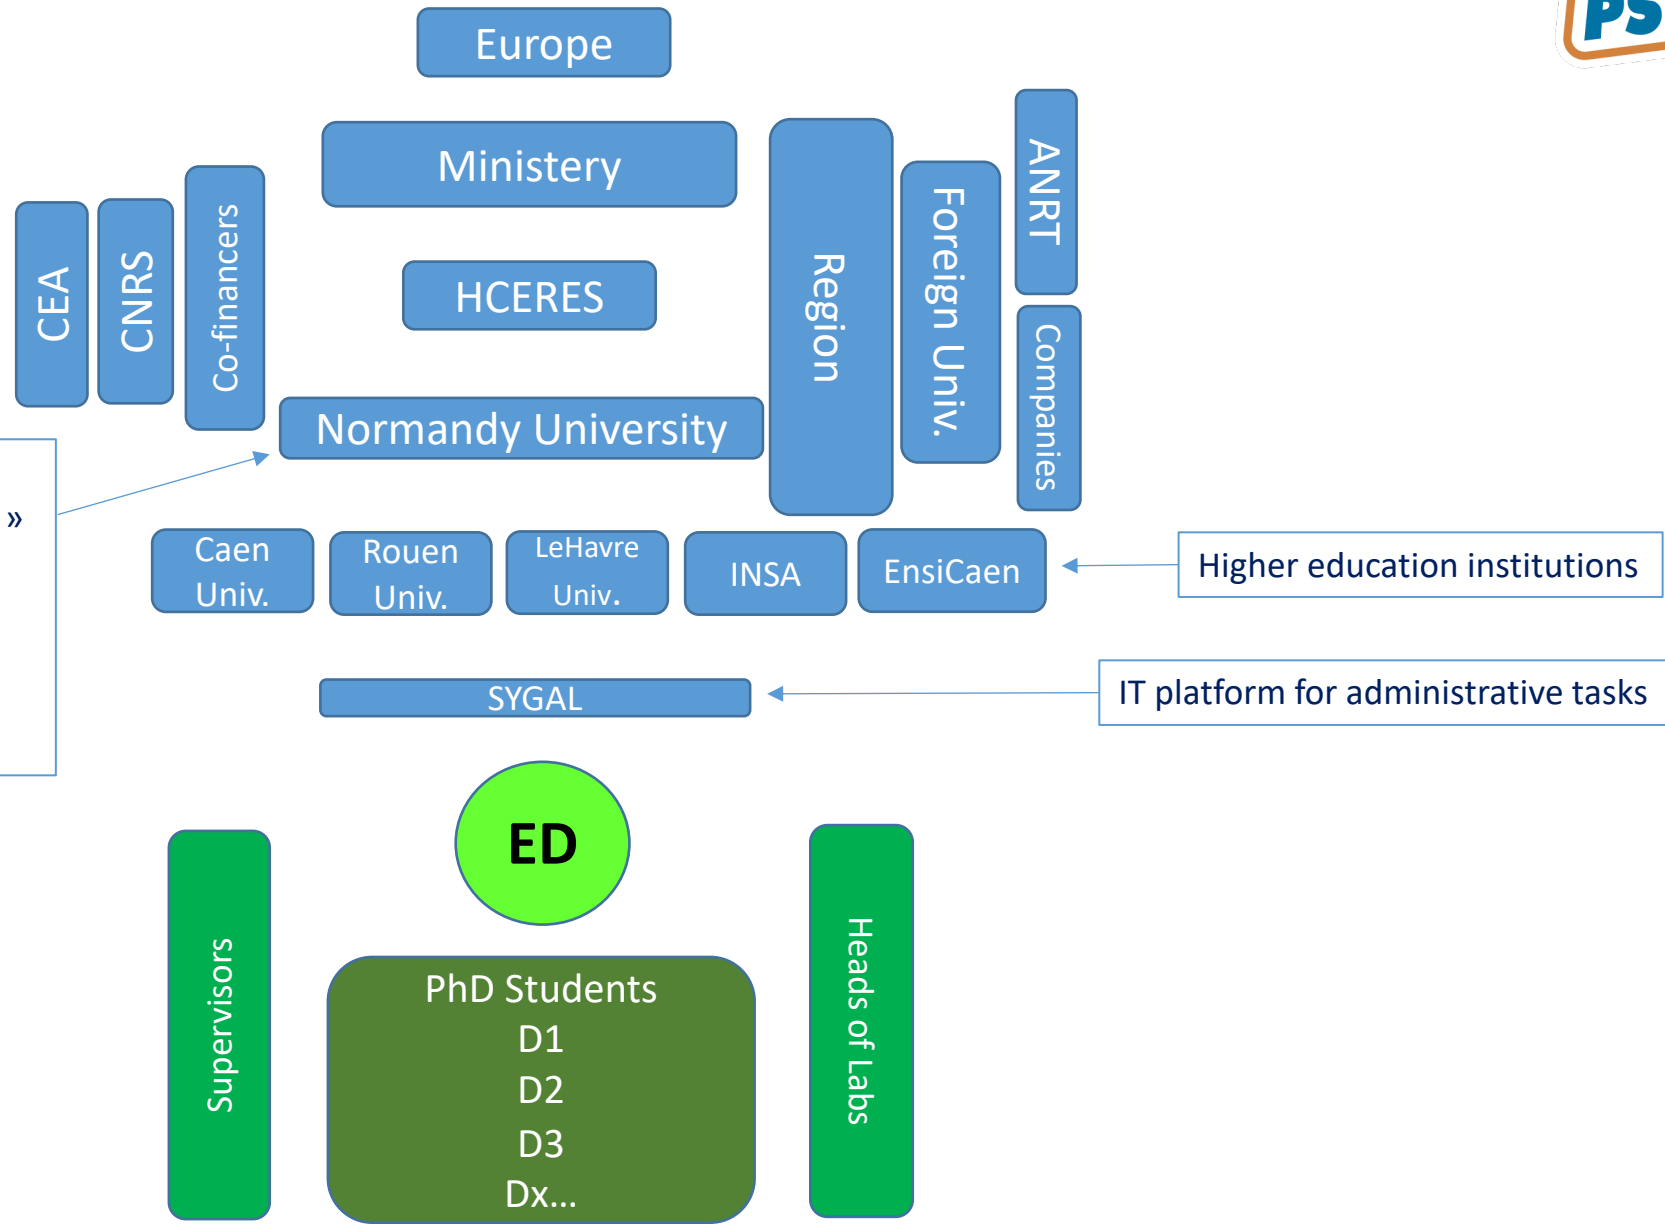 PS
Europe
Ministery
HCERES
Normandy University
CEA
CNRS
Co-financers
Region
Foreign Univ.
ANRT
Companies
»
Caen
Univ.
Rouen
Univ.
LeHavre
Univ.
INSA
EnsiCaen
Higher education institutions
SYGAL
IT platform for administrative tasks
ED
Supervisors
PhD Students
D1
D2
D3
Dx...
Heads of Labs